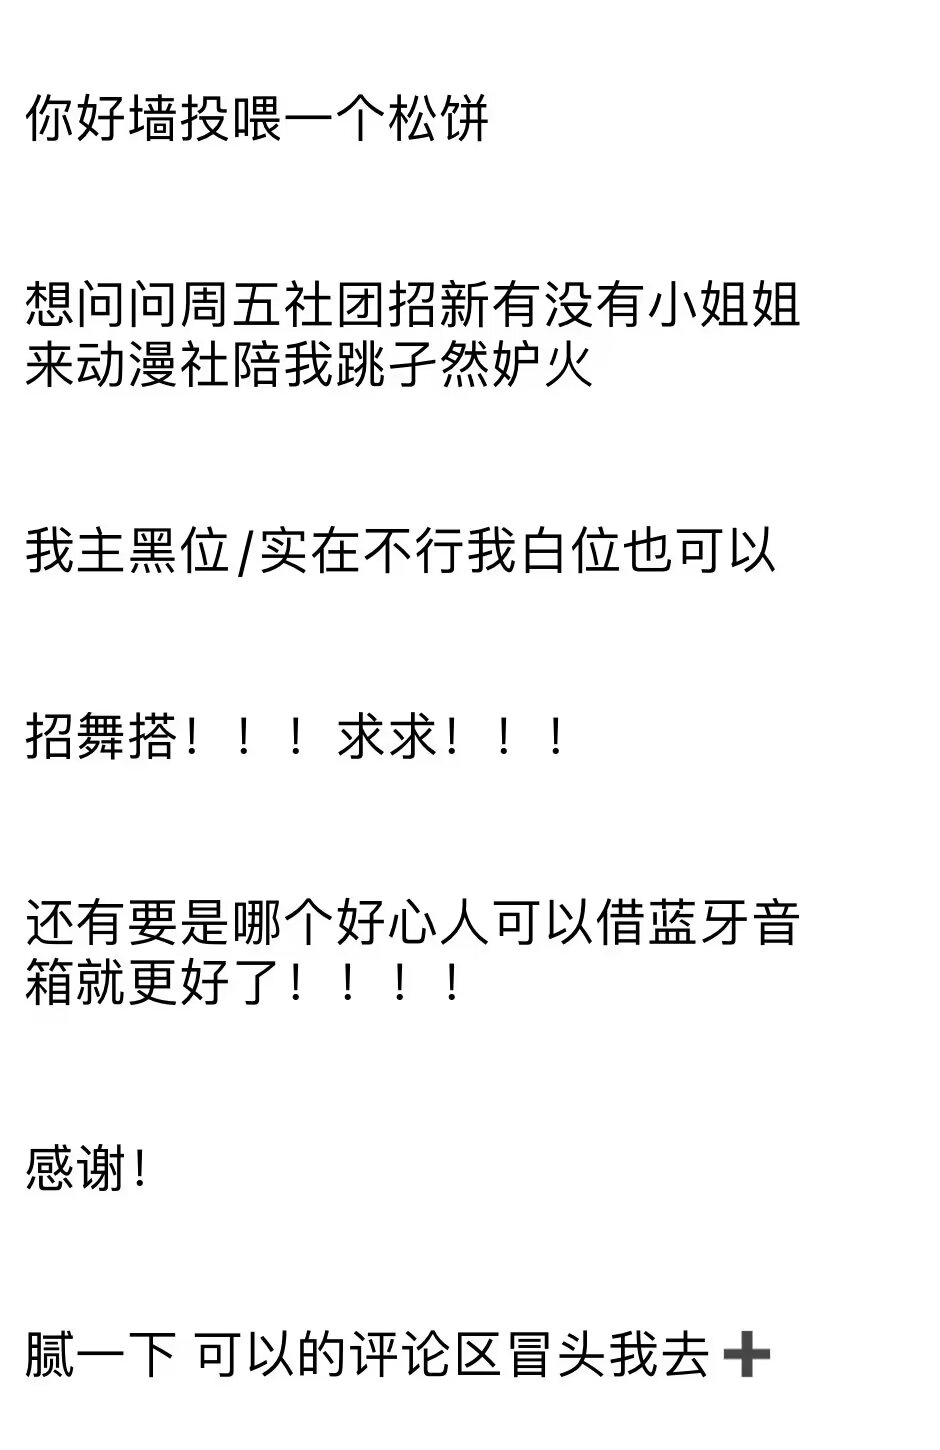 你好墙投喂一个松饼
想问问周五社团招新有没有小姐姐
来动漫社陪我跳孑然妒火
我主黑位/实在不行我白位也可以
招舞搭！！！求求！！！
还有要是哪个好心人可以借蓝牙音
箱就更好了！！！！
感谢！
腻一下 可以的评论区冒头我去➕